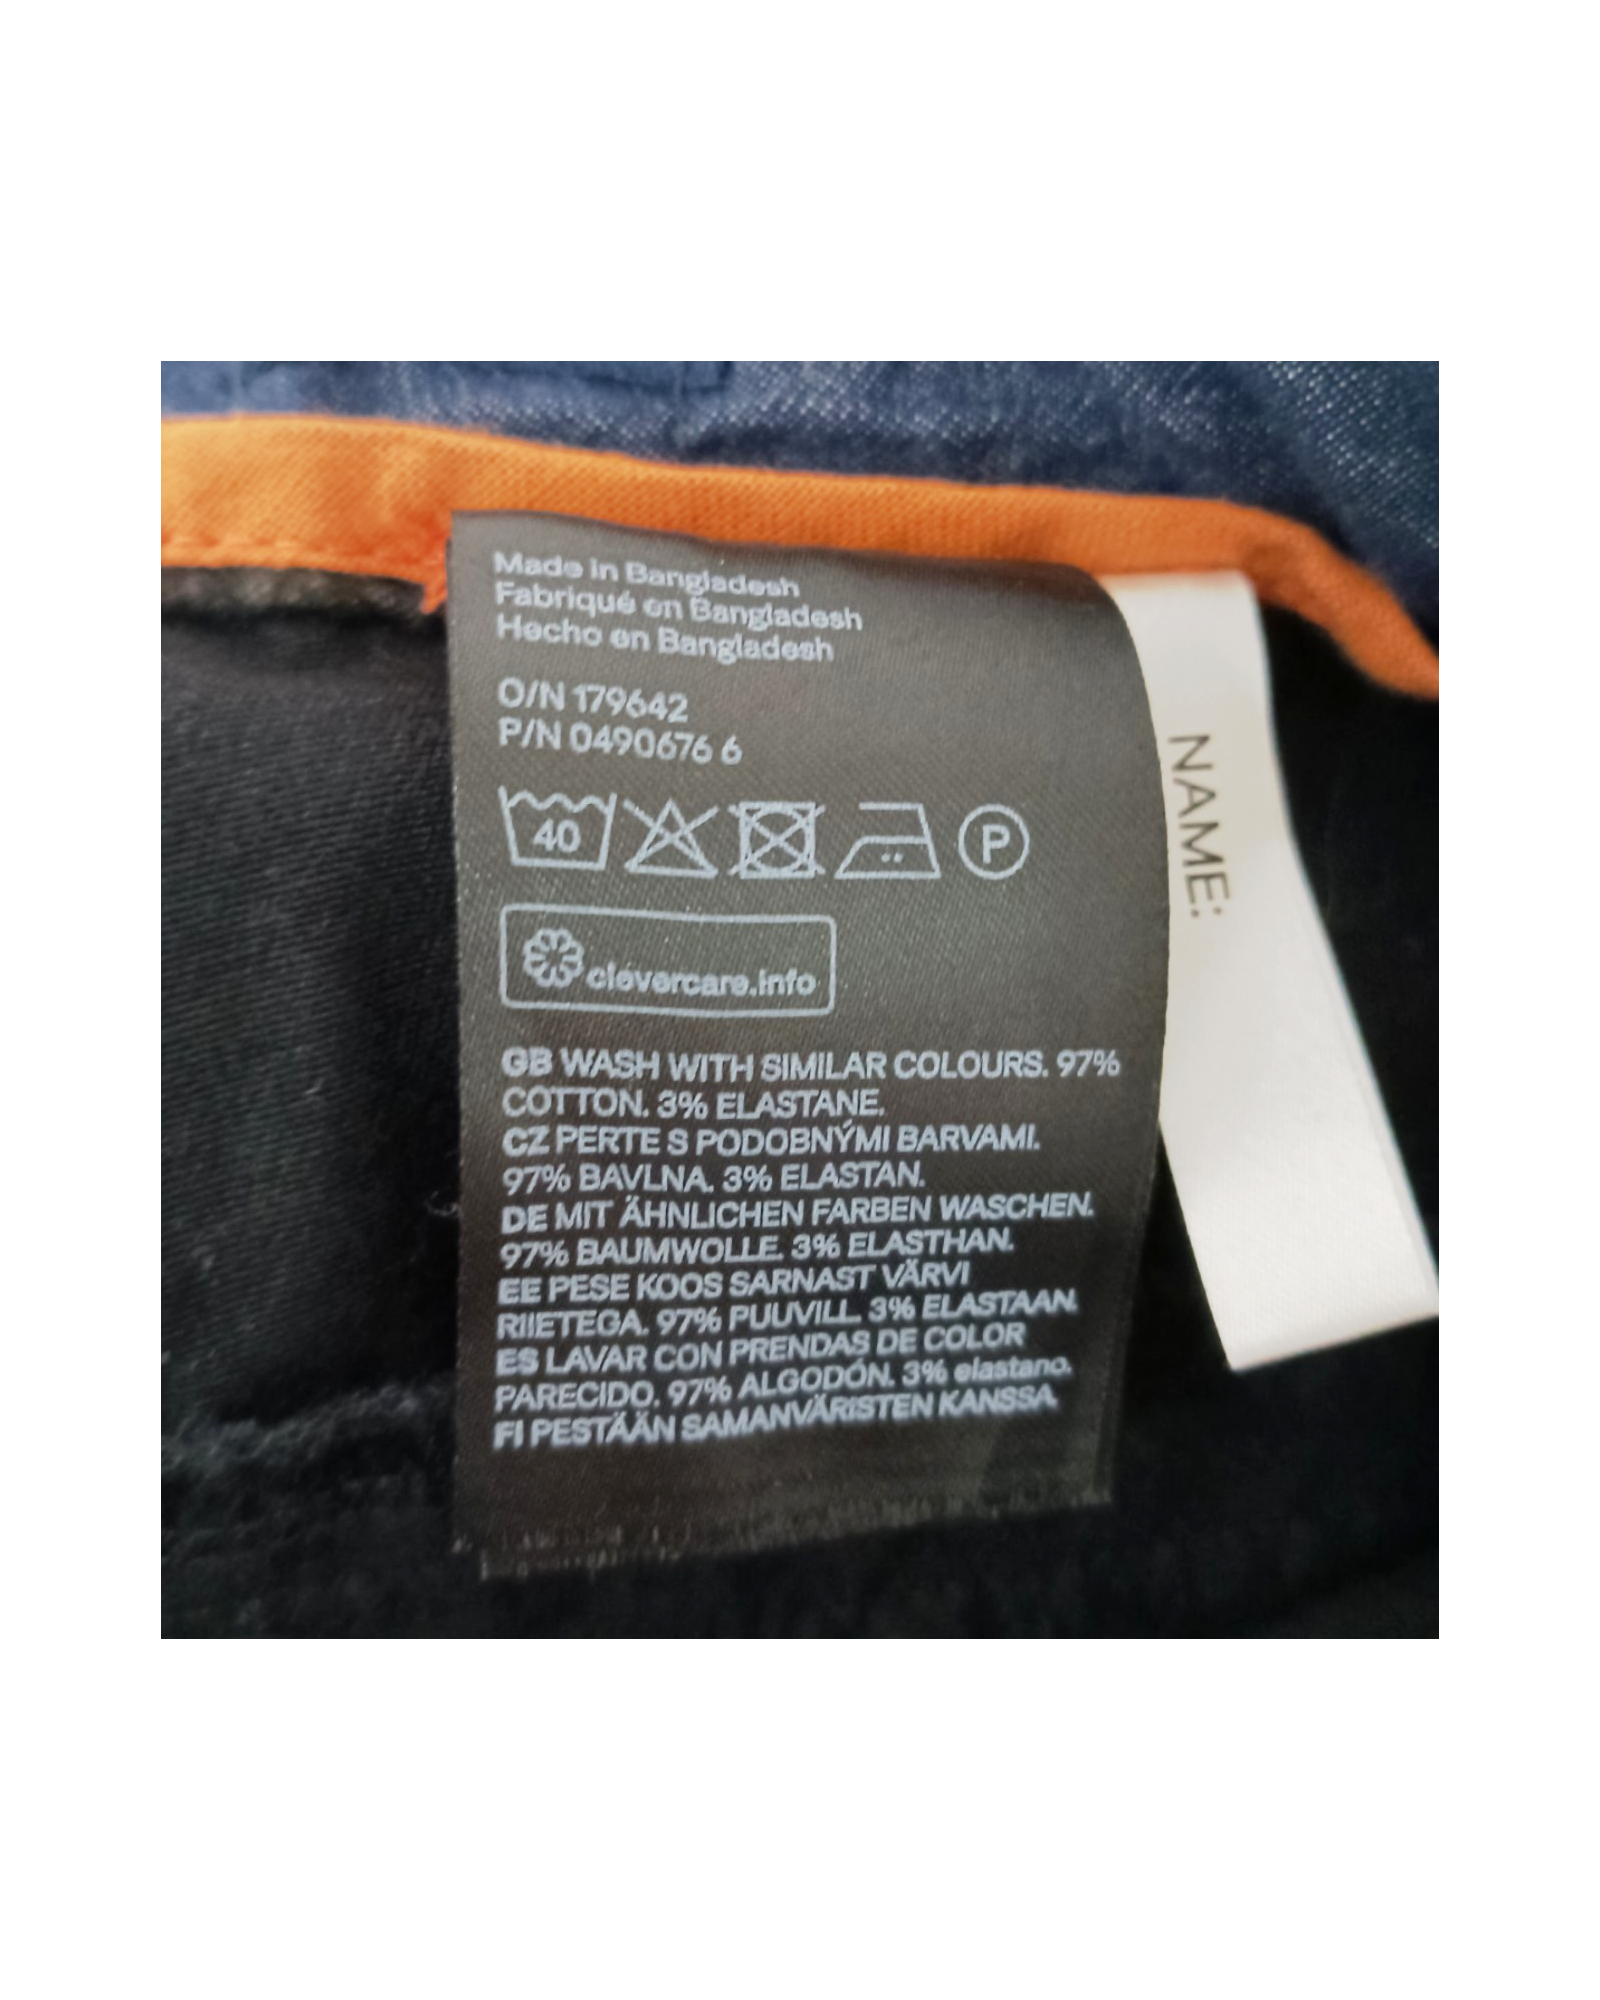 Made in Bangladesh
Fabriqué en Bangladesh
Hecho en Bangladesh
O/N 179642
P/N 0490676 6
40
P
clevercare.info
GB WASH WITH SIMILAR COLOURS. 97%
COTTON. 3% ELASTANE.
CZ PERTE S PODOBNÝMI BARVAMI.
97% BAVLNA. 3% ELASTAN.
DE MIT ÄHNLICHEN FARBEN WASCHEN.
97% BAUMWOLLE. 3% ELASTHAN.
EE PESE KOOS SARNAST VÄRVI
RIIETEGA. 97% PUUVILL. 3% ELASTAAN.
ES LAVAR CON PRENDAS DE COLOR
PARECIDO. 97% ALGODÓN. 3% elastano.
FI PESTÄÄN SAMANVÄRISTEN KANSSA.
NAME: